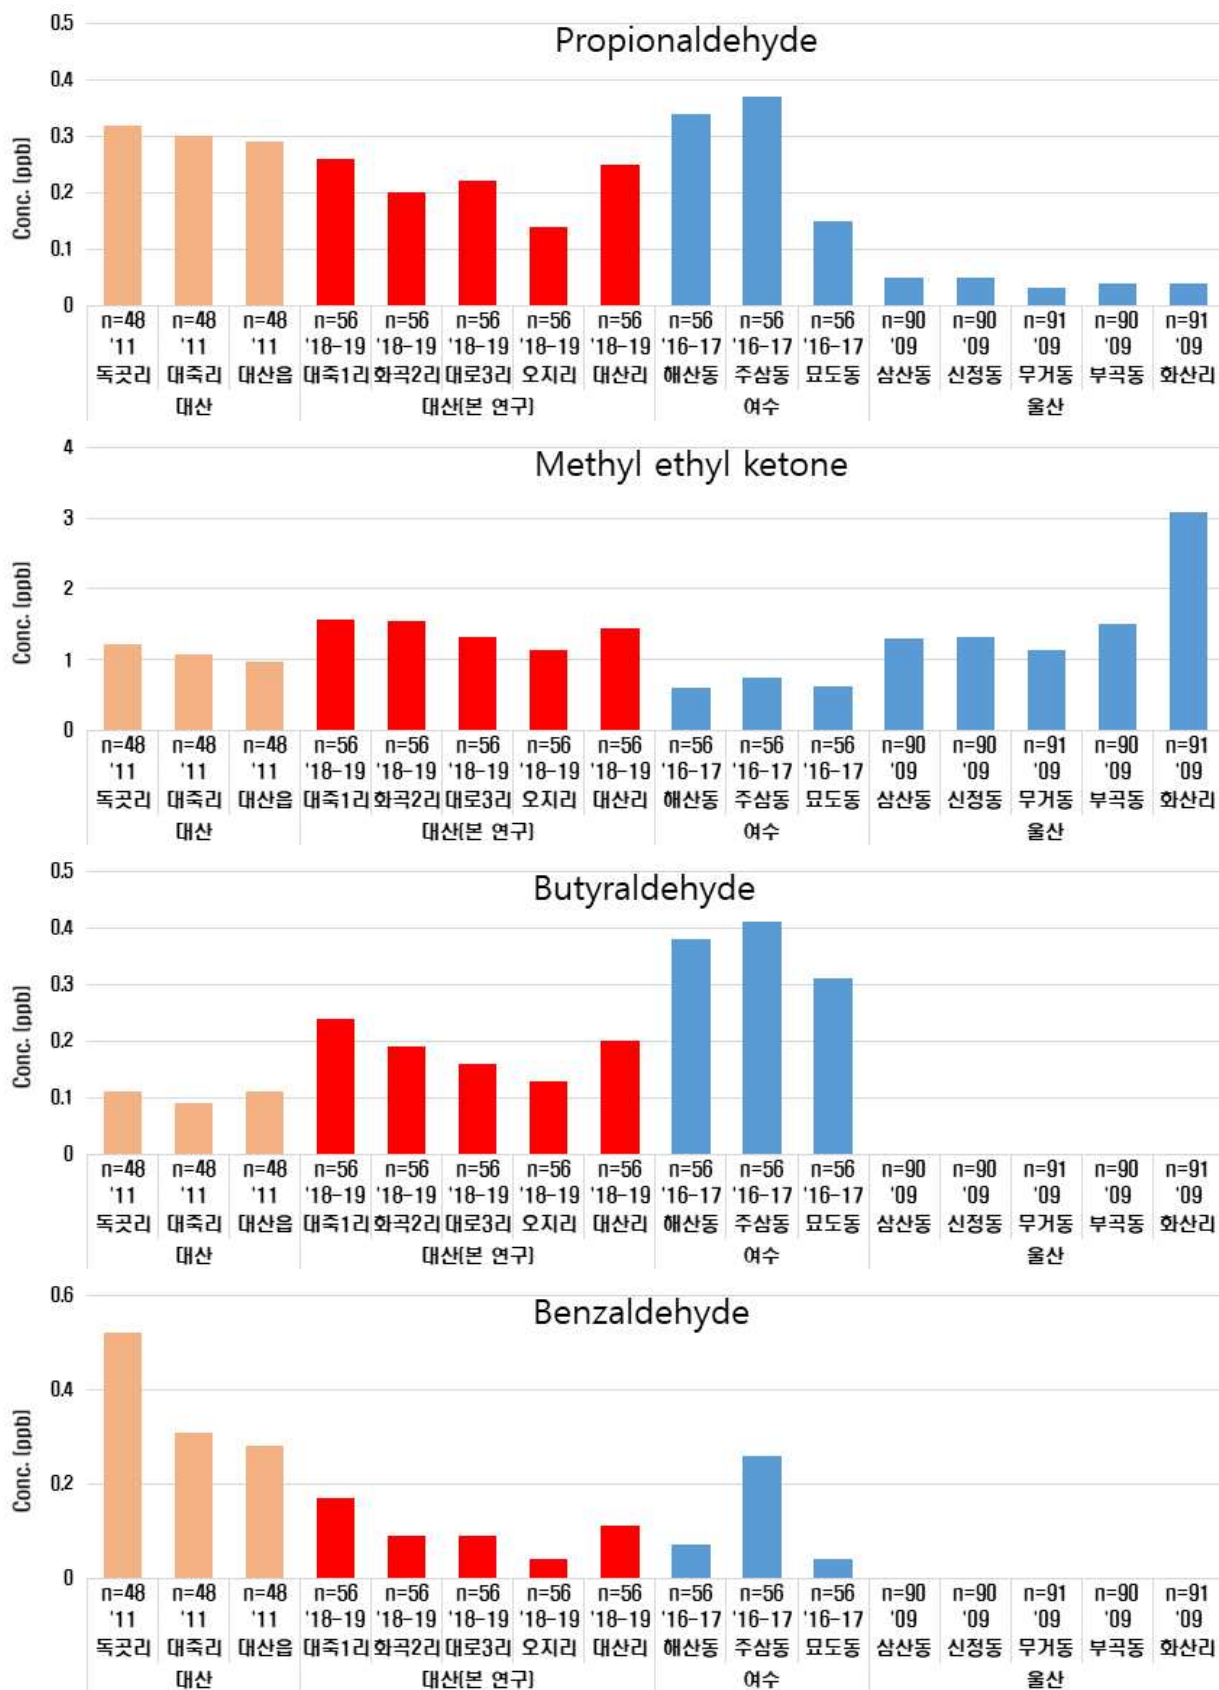 Propionaldehyde
Conc. (ppb)
0.5
0.4
0.3
0.2
0.1
0
n=48 n=48 n=48 n=56 n=56 n=56 n=56 n=56 n=56 n=56 n=56 n=90 n=90 n=91 n=90 n=91
'11 '11 '11 '18-19 '18-19 '18-19 '18-19 '18-19 '16-17 '16-17 '16-17 '09 '09 '09 '09 '09
독곳리 대죽리 대산읍 대죽1리 화곡2리 대로3리 오지리 대산리 해산동 주삼동 묘도동 삼산동 신정동 무거동 부곡동 화산리
대산 대산(본 연구) 여수 울산
Methyl ethyl ketone
Conc. (ppb)
4
3
2
1
0
n=48 n=48 n=48 n=56 n=56 n=56 n=56 n=56 n=56 n=56 n=56 n=90 n=90 n=91 n=90 n=91
'11 '11 '11 '18-19 '18-19 '18-19 '18-19 '18-19 '16-17 '16-17 '16-17 '09 '09 '09 '09 '09
독곳리 대죽리 대산읍 대죽1리 화곡2리 대로3리 오지리 대산리 해산동 주삼동 묘도동 삼산동 신정동 무거동 부곡동 화산리
대산 대산(본 연구) 여수 울산
Butyraldehyde
Conc. (ppb)
0.5
0.4
0.3
0.2
0.1
0
n=48 n=48 n=48 n=56 n=56 n=56 n=56 n=56 n=56 n=56 n=56 n=90 n=90 n=91 n=90 n=91
'11 '11 '11 '18-19 '18-19 '18-19 '18-19 '18-19 '16-17 '16-17 '16-17 '09 '09 '09 '09 '09
독곳리 대죽리 대산읍 대죽1리 화곡2리 대로3리 오지리 대산리 해산동 주삼동 묘도동 삼산동 신정동 무거동 부곡동 화산리
대산 대산(본 연구) 여수 울산
Benzaldehyde
Conc. (ppb)
0.6
0.4
0.2
0
n=48 n=48 n=48 n=56 n=56 n=56 n=56 n=56 n=56 n=56 n=56 n=90 n=90 n=91 n=90 n=91
'11 '11 '11 '18-19 '18-19 '18-19 '18-19 '18-19 '16-17 '16-17 '16-17 '09 '09 '09 '09 '09
독곳리 대죽리 대산읍 대죽1리 화곡2리 대로3리 오지리 대산리 해산동 주삼동 묘도동 삼산동 신정동 무거동 부곡동 화산리
대산 대산(본 연구) 여수 울산